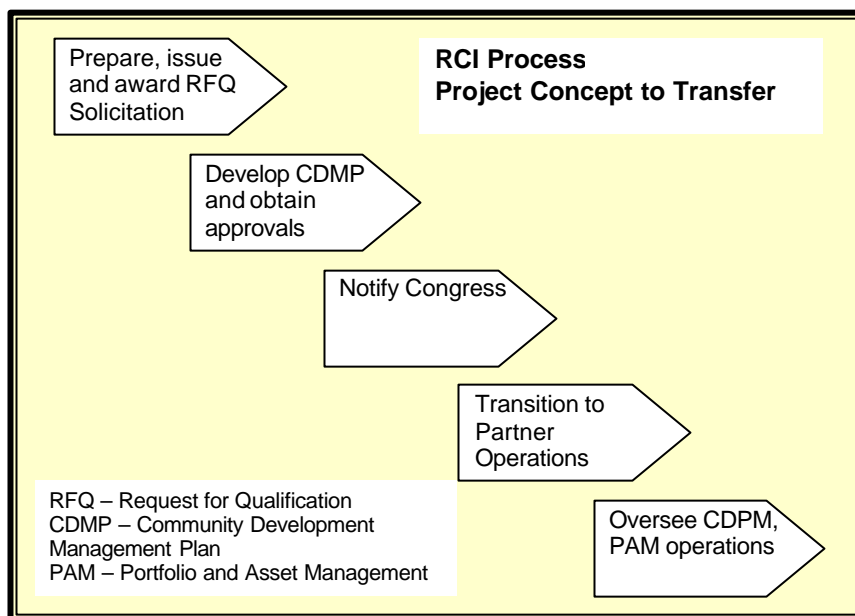 Prepare, issue
and award RFQ
Solicitation
RCI Process
Project Concept to Transfer
Develop CDMP
and obtain
approvals
Notify Congress
Transition to
Partner
Operations
Oversee CDPM,
PAM operations
RFQ – Request for Qualification
CDMP – Community Development
Management Plan
PAM – Portfolio and Asset Management